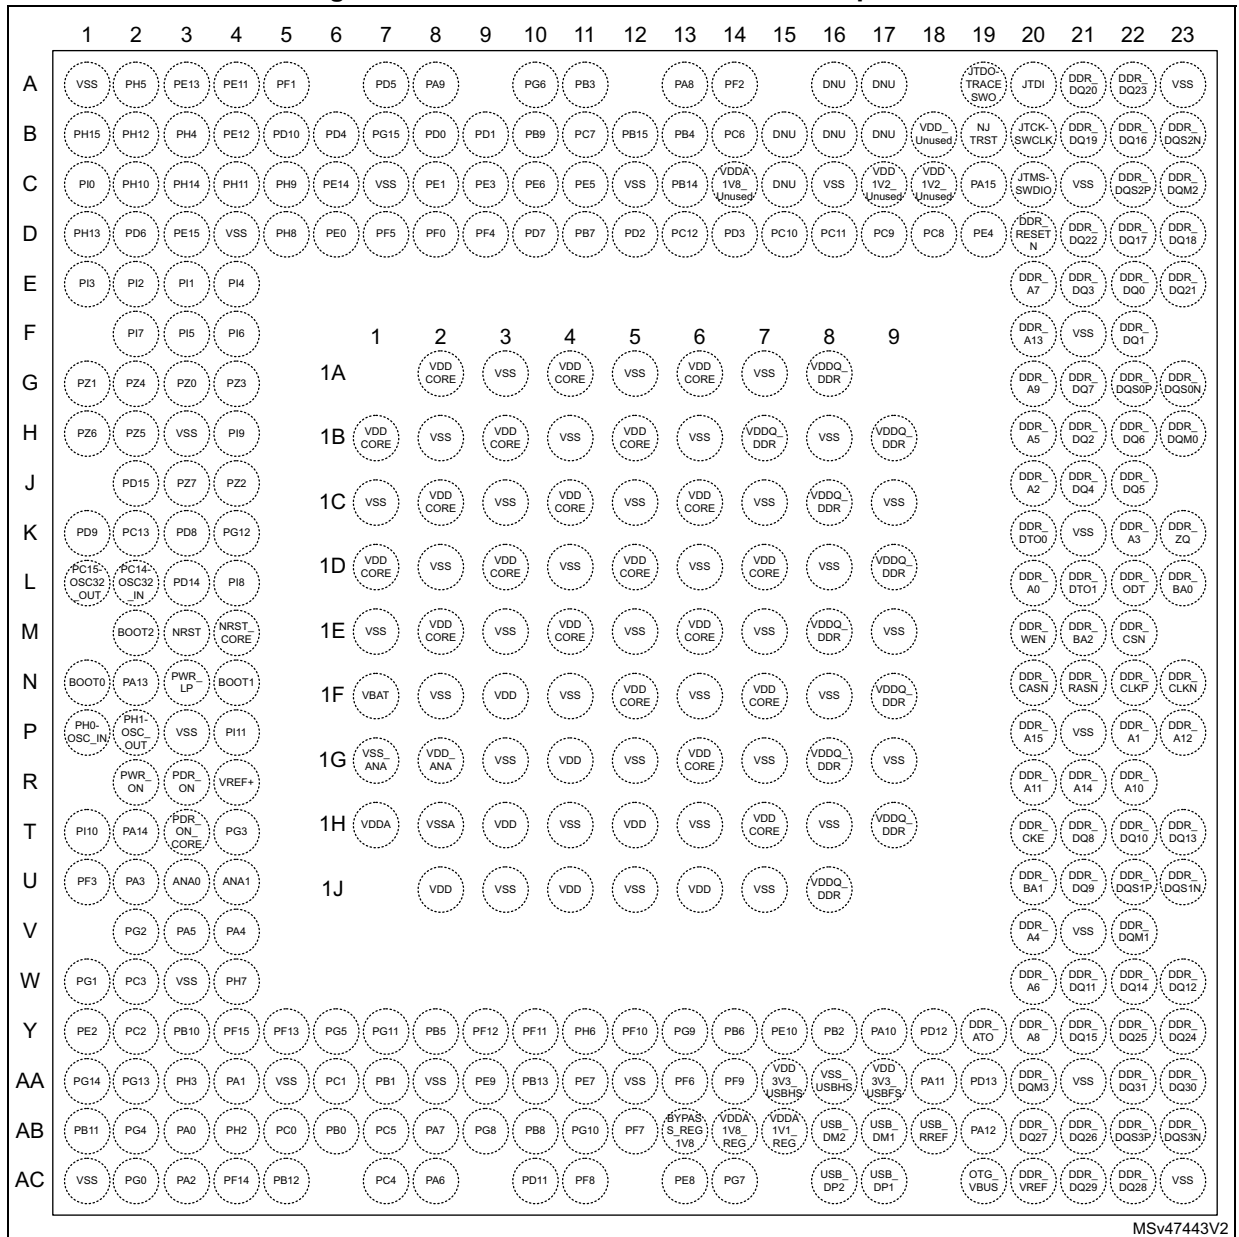 1 2 3 4 5 6 7 8 9 10 11 12 13 14 15 16 17 18 19 20 21 22 23
A VSS PH5 PE13 PE11 PF1 PD5 PA9 PG6 PB3 PA8 PF2 DNU DNU JTDO-TRACE SWO JTDI DDR_DQ20 DDR_DQ23 VSS
B PH15 PH12 PH4 PE12 PD10 PD4 PG15 PD0 PD1 PB9 PC7 PB15 PB4 PC6 DNU DNU DNU VDD_Unused NJ TRST JTCK-SWCLK DDR_DQ19 DDR_DQ16 DDR_DQS2N
C PI0 PH10 PH14 PH11 PH9 PE14 VSS PE1 PE3 PE6 PE5 VSS PB14 VDDA 1V8_Unused DNU VSS VDD 1V2_Unused VDD 1V2_Unused PA15 JTMS-SWDIO VSS DDR_DQS2P DDR_DQM2
D PH13 PD6 PE15 VSS PH8 PE0 PF5 PF0 PF4 PD7 PB7 PD2 PC12 PD3 PC10 PC11 PC9 PC8 PE4 DDR_RESET N DDR_DQ22 DDR_DQ17 DDR_DQ18
E PI3 PI2 PI1 PI4 DDR_A7 DDR_DQ3 DDR_DQ0 DDR_DQ21
F PI7 PI5 PI6 DDR_A13 VSS DDR_DQ1
1 2 3 4 5 6 7 8 9
1A VDD CORE VSS VDD CORE VSS VDD CORE VSS VDDQ_DDR
G PZ1 PZ4 PZ0 PZ3 DDR_A9 DDR_DQ7 DDR_DQS0P DDR_DQS0N
H PZ6 PZ5 VSS PI9 DDR_A5 DDR_DQ2 DDR_DQ6 DDR_DQM0
1B VDD CORE VSS VDD CORE VSS VDD CORE VSS VDDQ_DDR VSS VDDQ_DDR
J PD15 PZ7 PZ2 DDR_A2 DDR_DQ4 DDR_DQ5
1C VSS VDD CORE VSS VDD CORE VSS VDD CORE VSS VDDQ_DDR VSS
K PD9 PC13 PD8 PG12 DDR_DTO0 VSS DDR_A3 DDR_ZQ
1D VDD CORE VSS VDD CORE VSS VDD CORE VSS VDD CORE VSS VDDQ_DDR
L PC15-OSC32_OUT PC14-OSC32_IN PD14 PI8 DDR_A0 DDR_DTO1 DDR_ODT DDR_BA0
M BOOT2 NRST NRST_CORE DDR_WEN DDR_BA2 DDR_CSN
1E VSS VDD CORE VSS VDD CORE VSS VDD CORE VSS VDDQ_DDR VSS
N BOOT0 PA13 PWR_LP BOOT1 DDR_CASN DDR_RASN DDR_CLKP DDR_CLKN
1F VBAT VSS VDD VSS VDD CORE VSS VDD CORE VSS VDDQ_DDR
P PH0-OSC_IN PH1-OSC_OUT VSS PI11 DDR_A15 VSS DDR_A1 DDR_A12
1G VSS_ANA VDD_ANA VSS VDD VSS VDD CORE VSS VDDQ_DDR VSS
R PWR_ON PDR_ON VREF+ DDR_A11 DDR_A14 DDR_A10
1H VDDA VSSA VDD VSS VDD VSS VDD CORE VSS VDDQ_DDR
T PI10 PA14 PDR_ON_CORE PG3 DDR_CKE DDR_DQ8 DDR_DQ10 DDR_DQ13
U PF3 PA3 ANA0 ANA1 DDR_BA1 DDR_DQ9 DDR_DQS1P DDR_DQS1N
1J VDD VSS VDD VSS VDD VSS VDDQ_DDR
V PG2 PA5 PA4 DDR_A4 VSS DDR_DQM1
W PG1 PC3 VSS PH7 DDR_A6 DDR_DQ11 DDR_DQ14 DDR_DQ12
Y PE2 PC2 PB10 PF15 PF13 PG5 PG11 PB5 PF12 PF11 PH6 PF10 PG9 PB6 PE10 PB2 PA10 PD12 DDR_ATO DDR_A8 DDR_DQ15 DDR_DQ25 DDR_DQ24
AA PG14 PG13 PH3 PA1 VSS PC1 PB1 VSS PE9 PB13 PE7 VSS PF6 PF9 VDD 3V3_USBHS VSS_USBHS VDD 3V3_USBFS PA11 PD13 DDR_DQM3 VSS DDR_DQ31 DDR_DQ30
AB PB11 PG4 PA0 PH2 PC0 PB0 PC5 PA7 PG8 PB8 PG10 PF7 BYPAS S_REG 1V8 VDDA 1V8_REG VDDA 1V1_REG USB_DM2 USB_DM1 USB_RREF PA12 DDR_DQ27 DDR_DQ26 DDR_DQS3P DDR_DQS3N
AC VSS PG0 PA2 PF14 PB12 PC4 PA6 PD11 PF8 PE8 PG7 USB_DP2 USB_DP1 OTG_VBUS DDR_VREF DDR_DQ29 DDR_DQ28 VSS
MSv47443V2